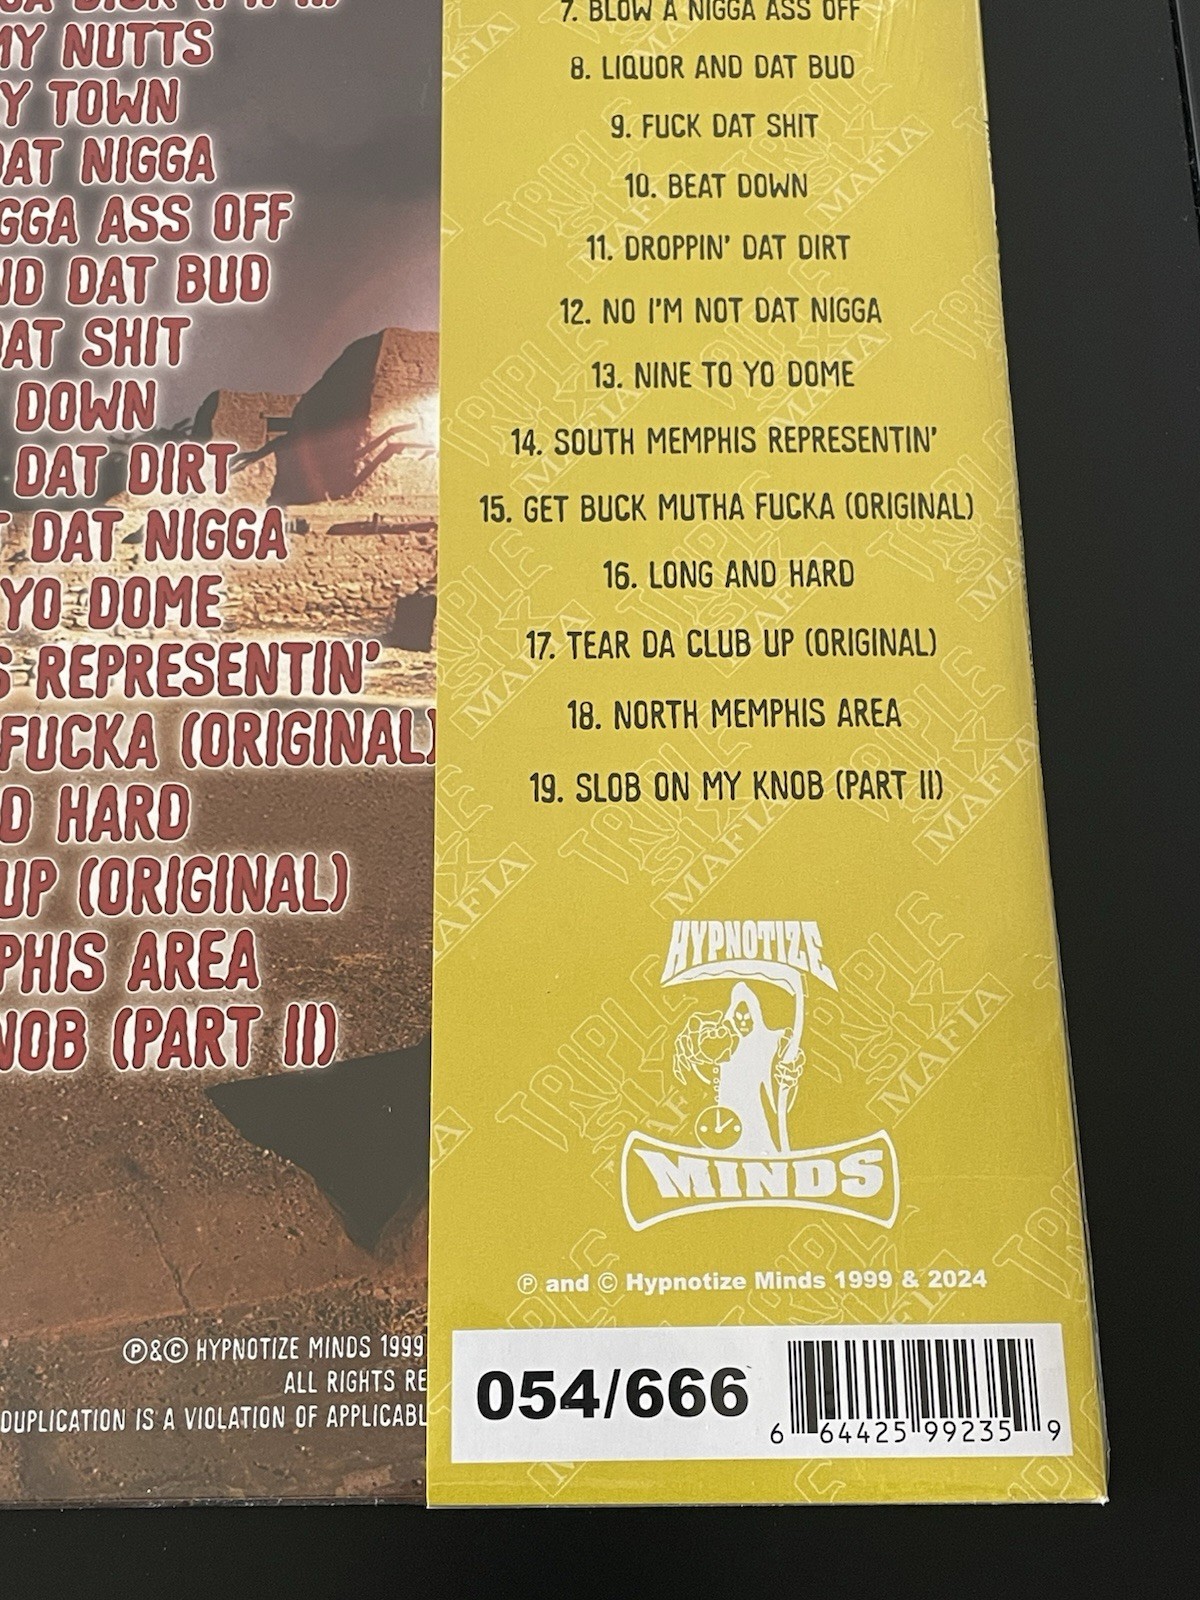 MY NUTTS
Y TOWN
DAT NIGGA
GGA ASS OFF
ND DAT BUD
DAT SHIT
DOWN
DAT DIRT
T DAT NIGGA
YO DOME
S REPRESENTIN'
FUCKA (ORIGINAL)
D HARD
UP (ORIGINAL)
PHIS AREA
NOB (PART II)
Ⓟ&© HYPNOTIZE MINDS 1999
ALL RIGHTS RE
DUPLICATION IS A VIOLATION OF APPLICABL
7. BLOW A NIGGA ASS OFF
8. LIQUOR AND DAT BUD
9. FUCK DAT SHIT
10. BEAT DOWN
11. DROPPIN' DAT DIRT
12. NO I'M NOT DAT NIGGA
13. NINE TO YO DOME
14. SOUTH MEMPHIS REPRESENTIN'
15. GET BUCK MUTHA FUCKA (ORIGINAL)
16. LONG AND HARD
17. TEAR DA CLUB UP (ORIGINAL)
18. NORTH MEMPHIS AREA
19. SLOB ON MY KNOB (PART II)
TRIPLE SIX MAFIA
HYPNOTIZE
MINDS
Ⓟ and © Hypnotize Minds 1999 & 2024
054/666
6 64425 99235 9